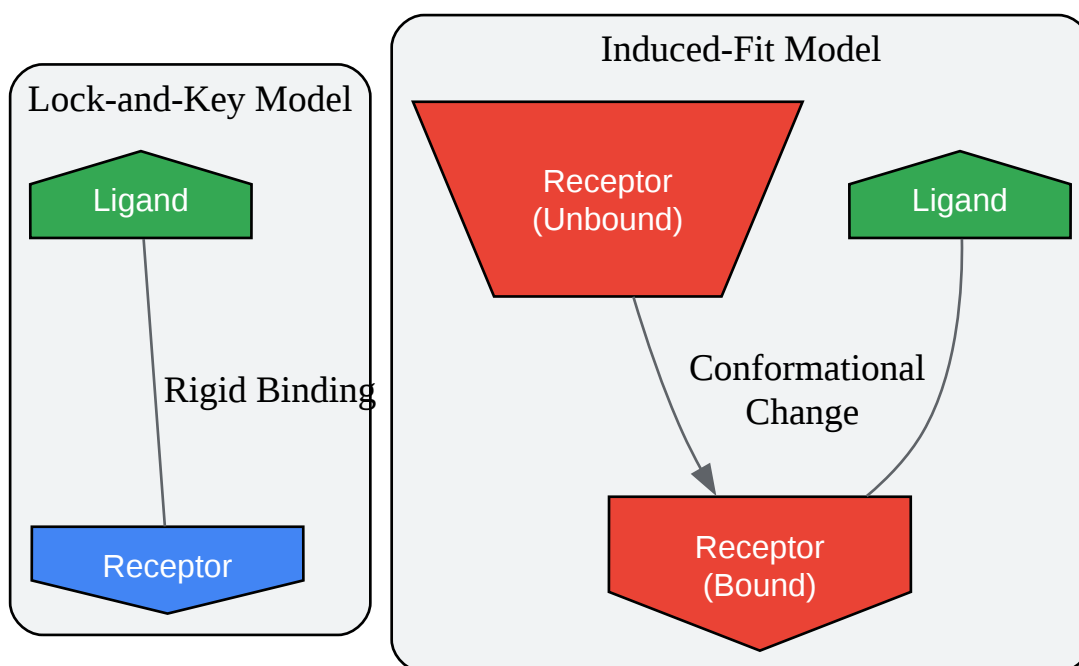 Lock-and-Key Model
Ligand
Rigid Binding
Receptor
Induced-Fit Model
Receptor
(Unbound)
Ligand
Conformational
Change
Receptor
(Bound)